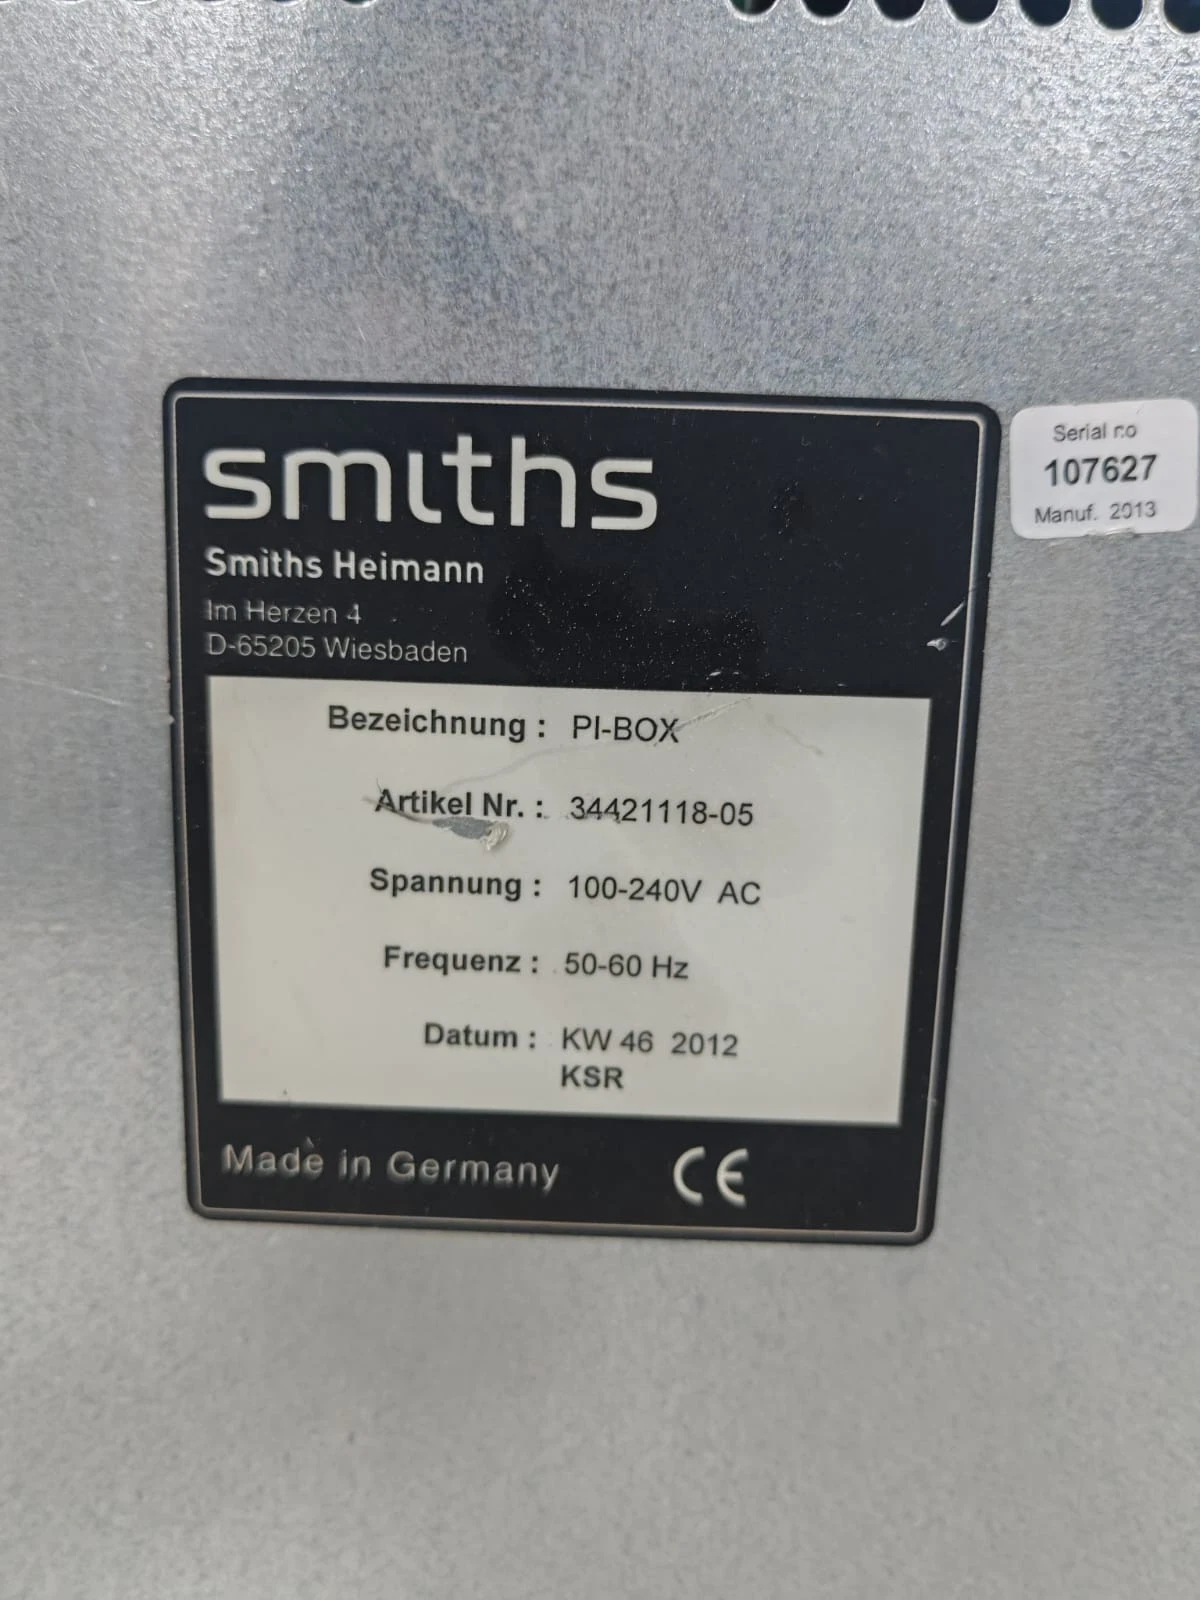 smiths
Smiths Heimann
Im Herzen 4
D-65205 Wiesbaden
Bezeichnung : PI-BOX
Artikel Nr. : 34421118-05
Spannung : 100-240V AC
Frequenz : 50-60 Hz
Datum : KW 46 2012
KSR
Made in Germany CE
Serial no
107627
Manuf. 2013